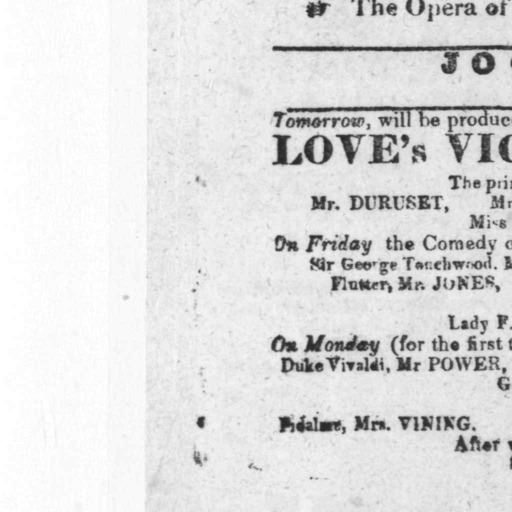 ☞ The Opera of
J O
Tomorrow, will be produce
LOVE's VIC
The prin
Mr. DURUSET, Mr
Miss
On Friday the Comedy o
Sir George Touchwood, M
Flutter, Mr. JONES,
Lady F.
On Monday (for the first t
Duke Vivaldi, Mr POWER,
G
Fidalma, Mrs. VINING.
After